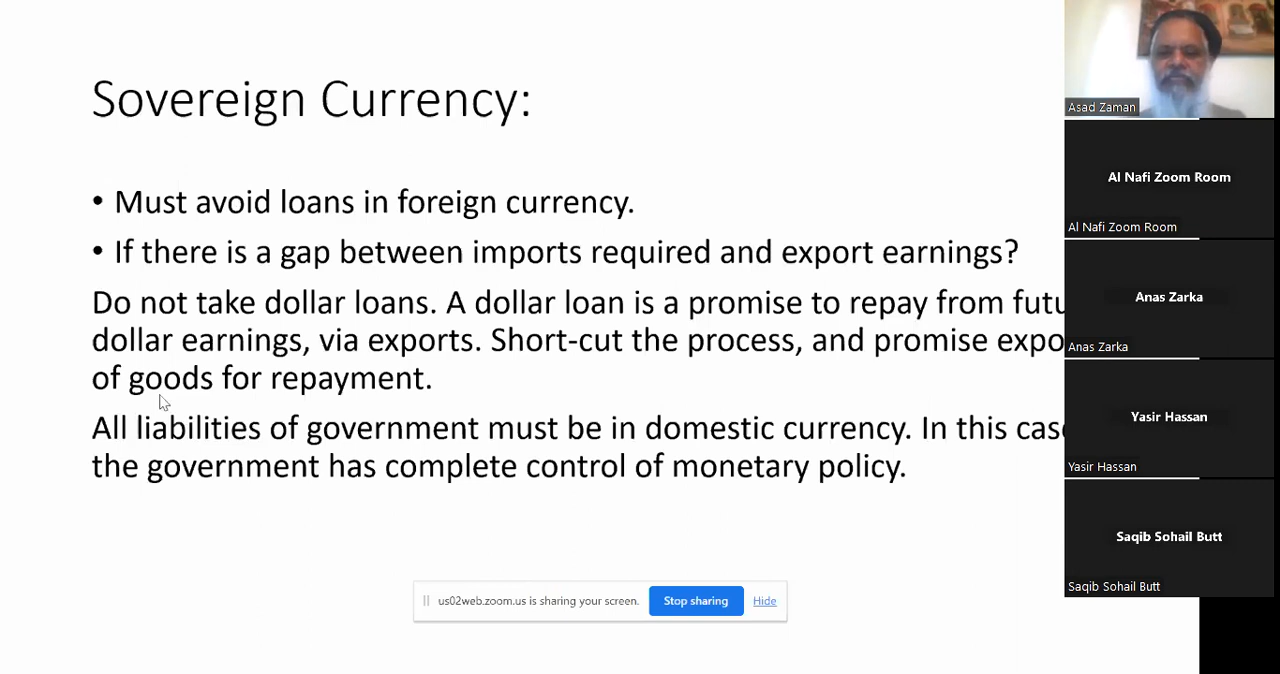 Sovereign Currency:
• Must avoid loans in foreign currency.
• If there is a gap between imports required and export earnings?
Do not take dollar loans. A dollar loan is a promise to repay from
dollar earnings, via exports. Short-cut the process, and promise
of goods for repayment.
All liabilities of government must be in domestic currency. In this
the government has complete control of monetary policy.
us02web.zoom.us is sharing your screen. Stop sharing Hide
Asad Zaman
Al Nafi Zoom Room
Al Nafi Zoom Room
Anas Zarka
Anas Zarka
Yasir Hassan
Yasir Hassan
Saqib Sohail Butt
Saqib Sohail Butt